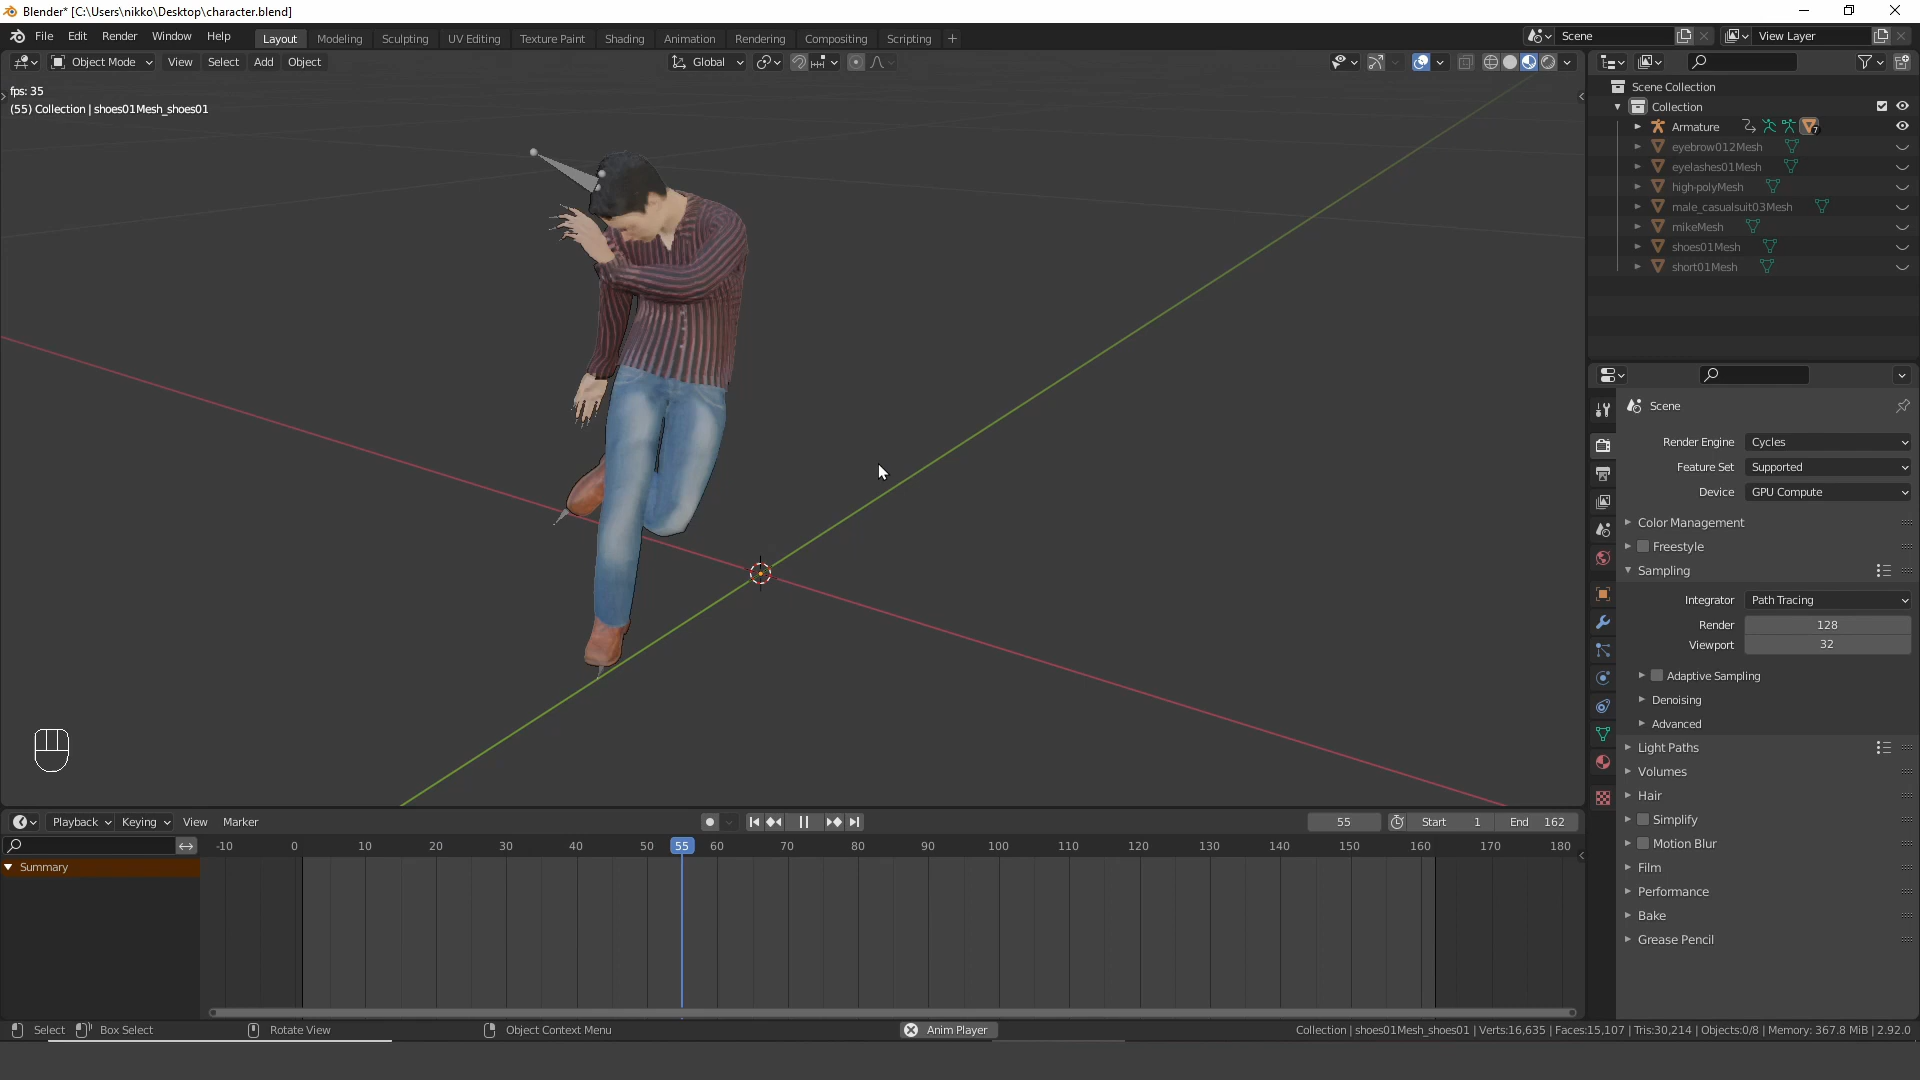 Blender* [C:\Users\nikko\Desktop\character.blend]
File Edit Render Window Help Layout Modeling Sculpting UV Editing Texture Paint Shading Animation Rendering Compositing Scripting + Scene View Layer
Object Mode View Select Add Object Global
fps: 35
(55) Collection | shoes01Mesh_shoes01
Scene Collection
Collection
Armature 7
eyebrow012Mesh
eyelashes01Mesh
high-polyMesh
male_casualsuit03Mesh
mikeMesh
shoes01Mesh
short01Mesh
Scene
Render Engine Cycles
Feature Set Supported
Device GPU Compute
Color Management
Freestyle
Sampling
Integrator Path Tracing
Render 128
Viewport 32
Adaptive Sampling
Denoising
Advanced
Light Paths
Volumes
Hair
Simplify
Motion Blur
Film
Performance
Bake
Grease Pencil
Playback Keying View Marker 55 Start 1 End 162
-10 0 10 20 30 40 50 55 60 70 80 90 100 110 120 130 140 150 160 170 180
Summary
Select Box Select Rotate View Object Context Menu Anim Player Collection | shoes01Mesh_shoes01 | Verts:16,635 | Faces:15,107 | Tris:30,214 | Objects:0/8 | Memory: 367.8 MiB | 2.92.0